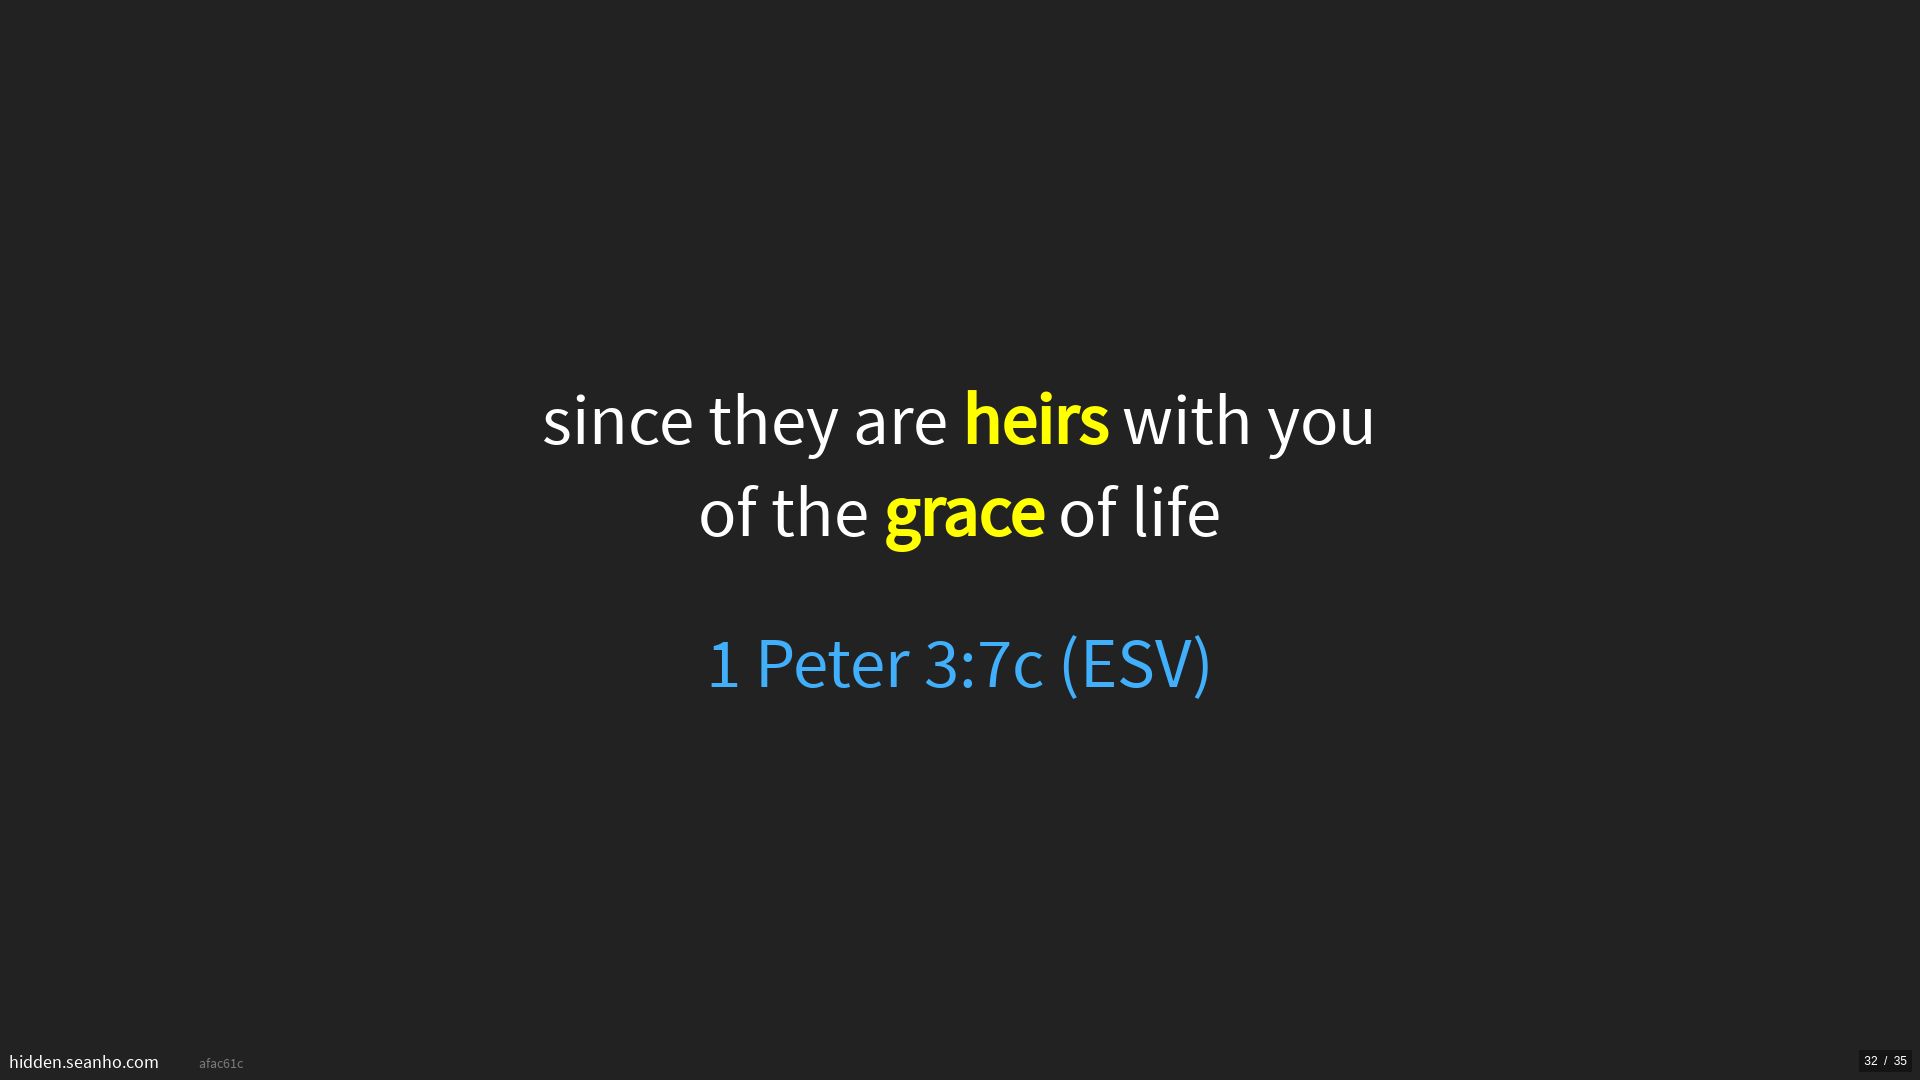 since they are heirs with you
of the grace of life
1 Peter 3:7c (ESV)
hidden.seanho.com afac61c
32 / 35